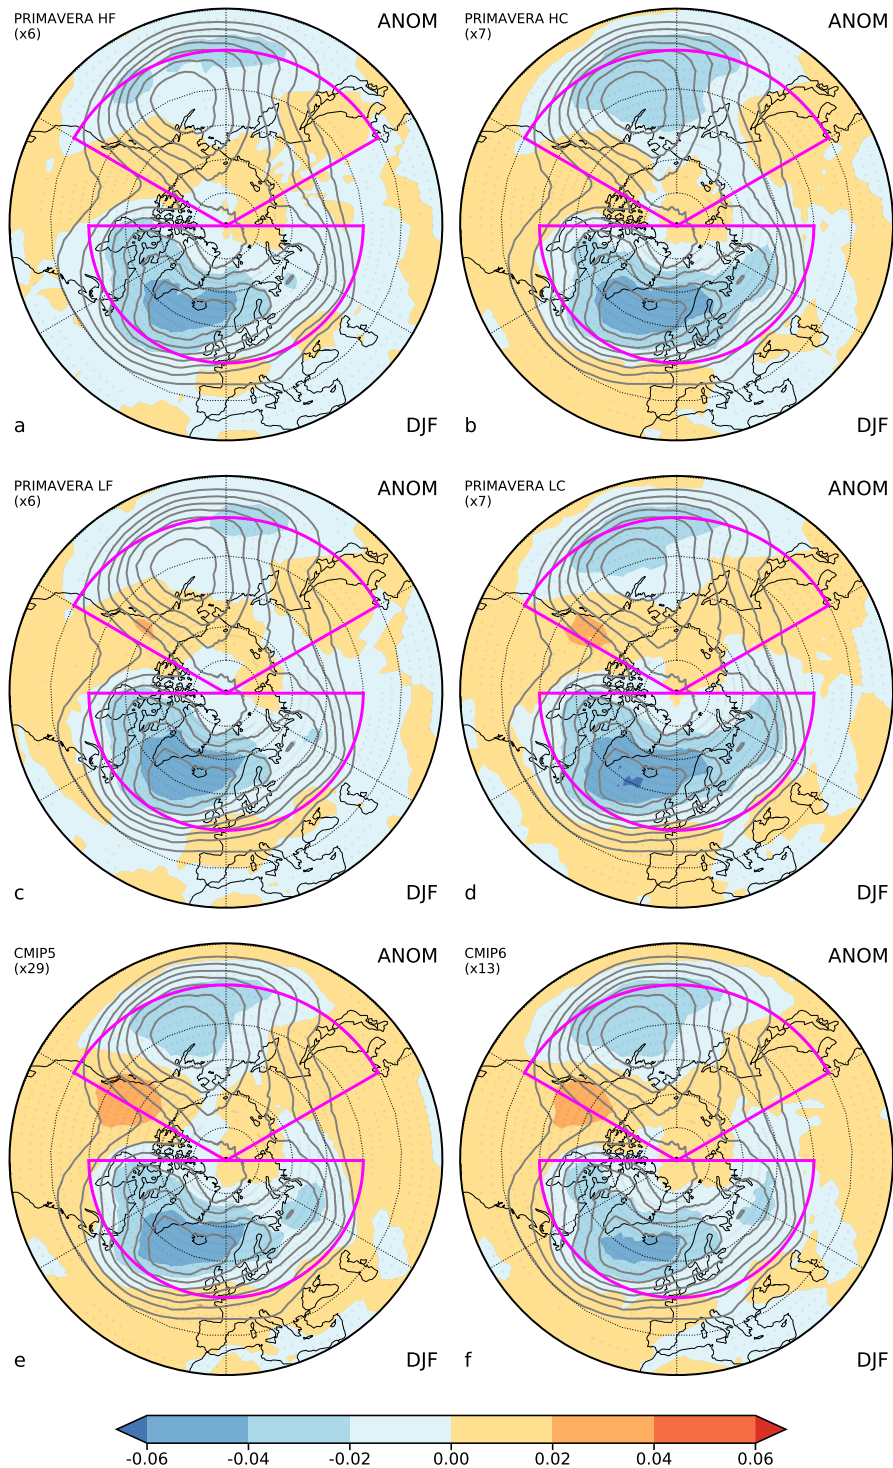 PRIMAVERA HF
(x6)
ANOM
a
DJF
PRIMAVERA HC
(x7)
ANOM
b
DJF
PRIMAVERA LF
(x6)
ANOM
c
DJF
PRIMAVERA LC
(x7)
ANOM
d
DJF
CMIP5
(x29)
ANOM
e
DJF
CMIP6
(x13)
ANOM
f
DJF
-0.06 -0.04 -0.02 0.00 0.02 0.04 0.06